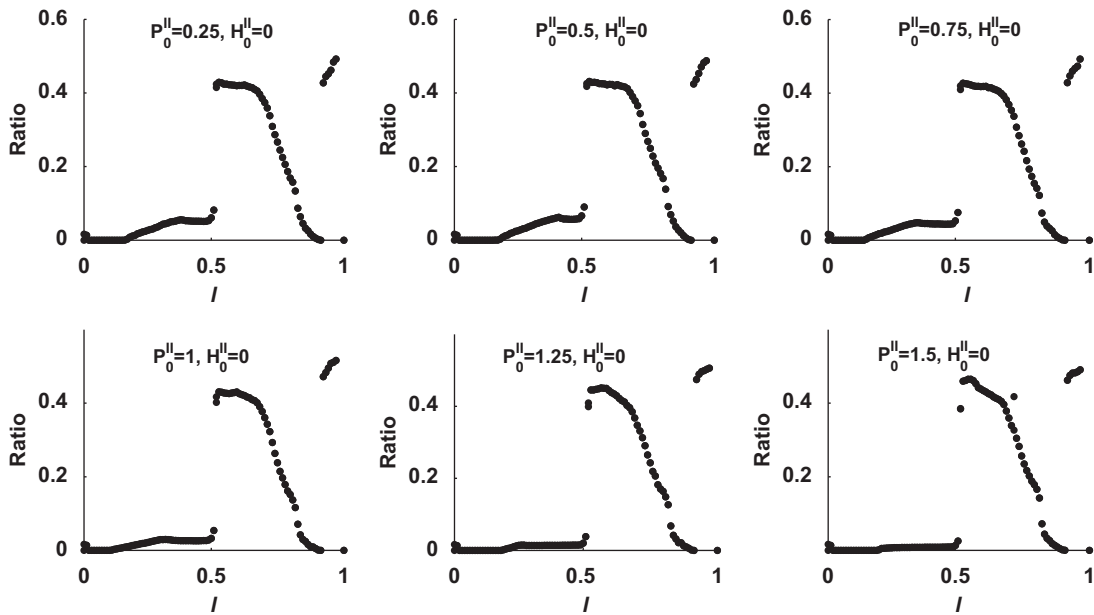 P₀ᴵᴵ=0.25, H₀ᴵᴵ=0
Ratio
0.6
0.4
0.2
0
0
0.5
1
I
P₀ᴵᴵ=0.5, H₀ᴵᴵ=0
Ratio
0.6
0.4
0.2
0
0
0.5
1
I
P₀ᴵᴵ=0.75, H₀ᴵᴵ=0
Ratio
0.6
0.4
0.2
0
0
0.5
1
I
P₀ᴵᴵ=1, H₀ᴵᴵ=0
Ratio
0.4
0.2
0
0
0.5
1
I
P₀ᴵᴵ=1.25, H₀ᴵᴵ=0
Ratio
0.4
0.2
0
0
0.5
1
I
P₀ᴵᴵ=1.5, H₀ᴵᴵ=0
Ratio
0.4
0.2
0
0
0.5
1
I